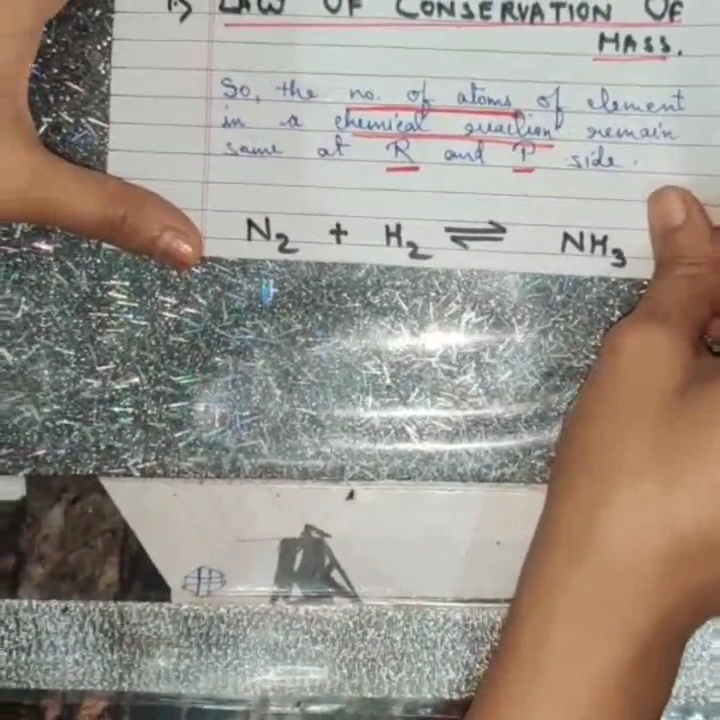 1.> LAW OF CONSERVATION OF
MASS.
So, the no. of atoms of element
in a chemical reaction remain
same at R and P side.
N₂ + H₂ ⇌ NH₃